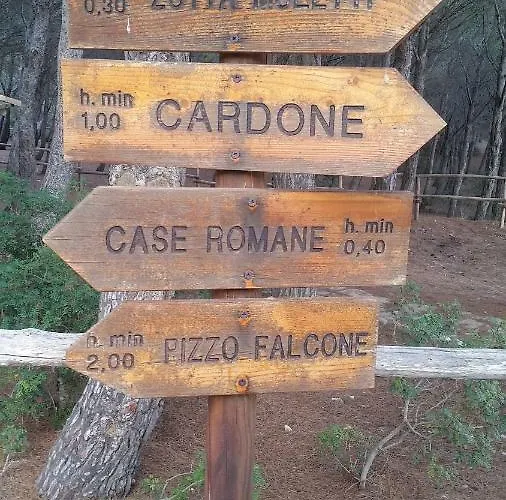 0,30
h. min
1,00
CARDONE
CASE ROMANE
h. min
0,40
h. min
2,00
PIZZO FALCONE